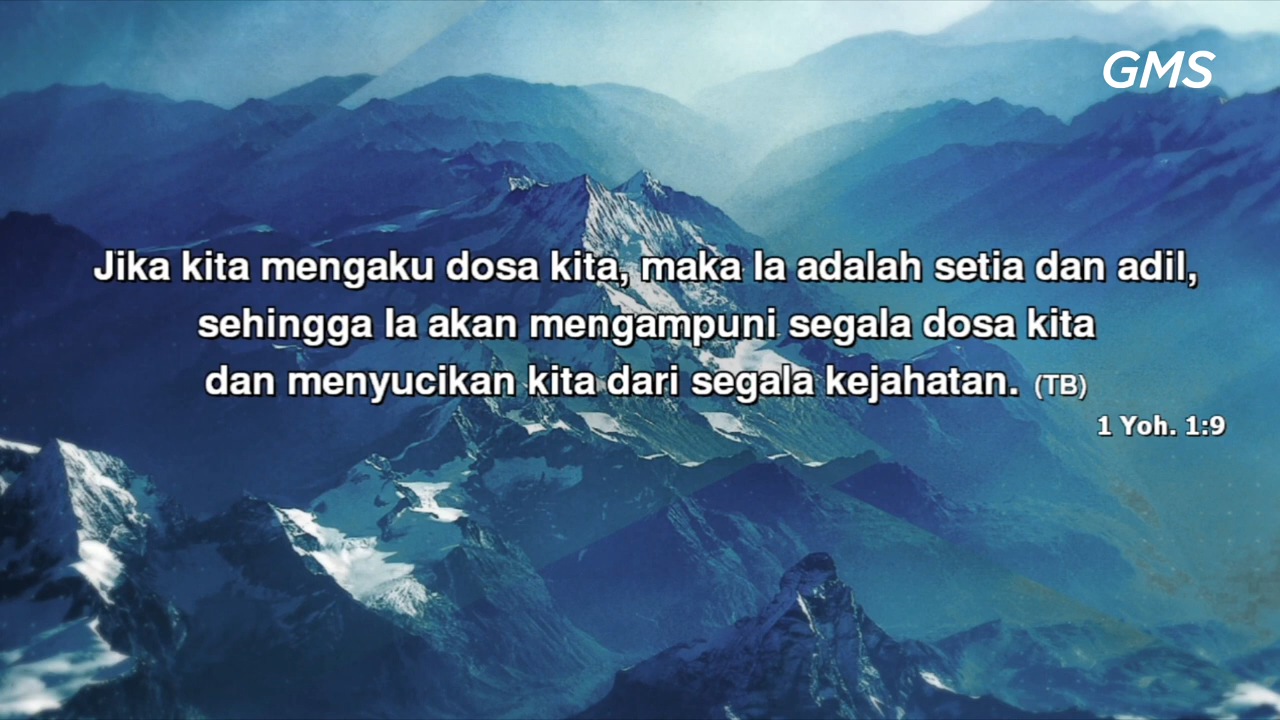 GMS
Jika kita mengaku dosa kita, maka Ia adalah setia dan adil,
sehingga Ia akan mengampuni segala dosa kita
dan menyucikan kita dari segala kejahatan. (TB)
1 Yoh. 1:9